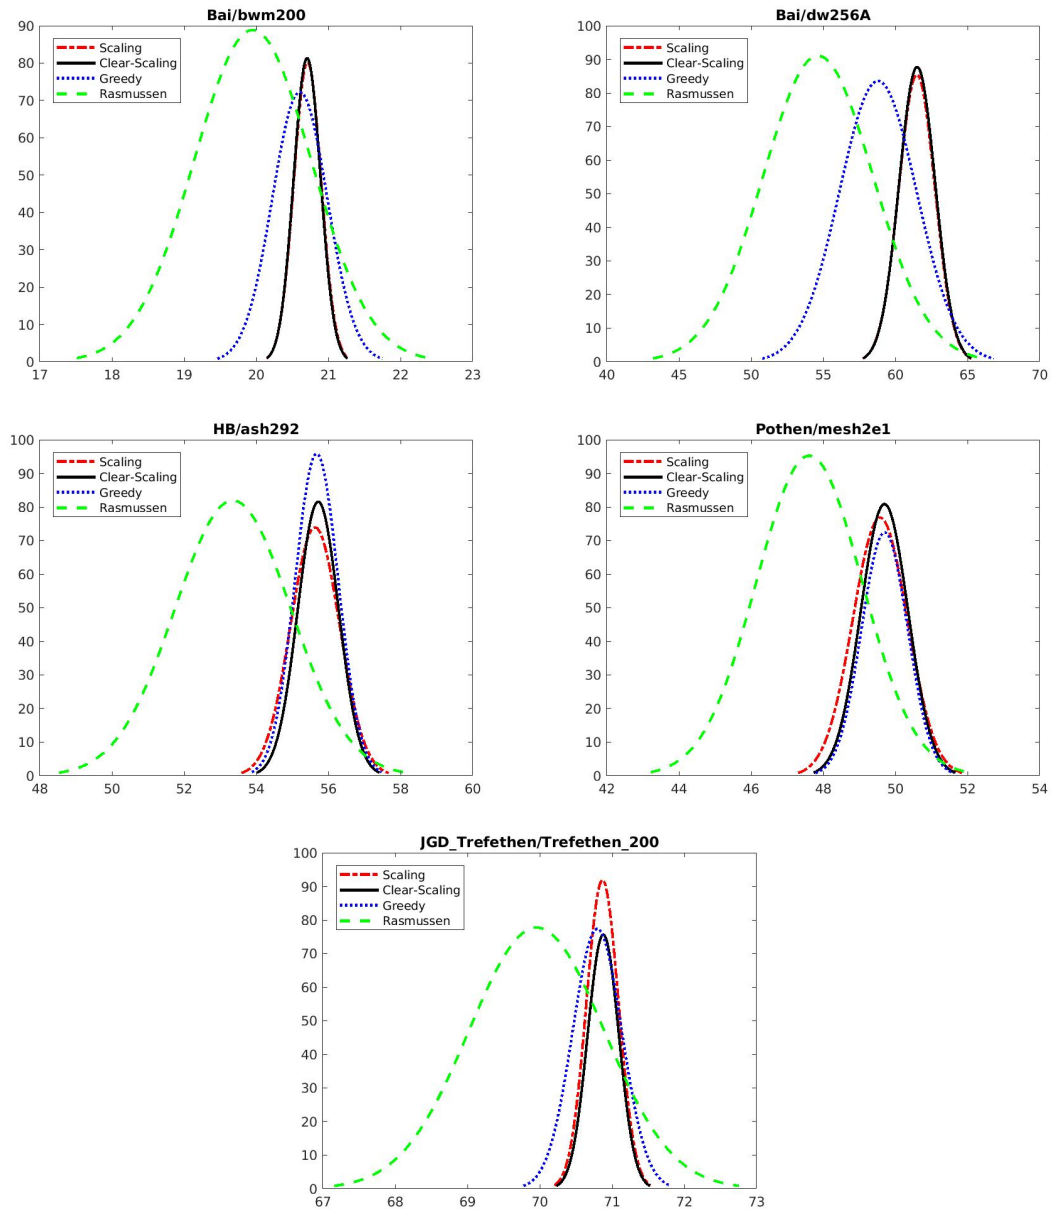 Bai/bwm200
90
80
70
60
50
40
30
20
10
0
17 18 19 20 21 22 23
Scaling
Clear-Scaling
Greedy
Rasmussen
Bai/dw256A
100
90
80
70
60
50
40
30
20
10
0
40 45 50 55 60 65 70
Scaling
Clear-Scaling
Greedy
Rasmussen
HB/ash292
100
90
80
70
60
50
40
30
20
10
0
48 50 52 54 56 58 60
Scaling
Clear-Scaling
Greedy
Rasmussen
Pothen/mesh2e1
100
90
80
70
60
50
40
30
20
10
0
42 44 46 48 50 52 54
Scaling
Clear-Scaling
Greedy
Rasmussen
JGD_Trefethen/Trefethen_200
100
90
80
70
60
50
40
30
20
10
0
67 68 69 70 71 72 73
Scaling
Clear-Scaling
Greedy
Rasmussen